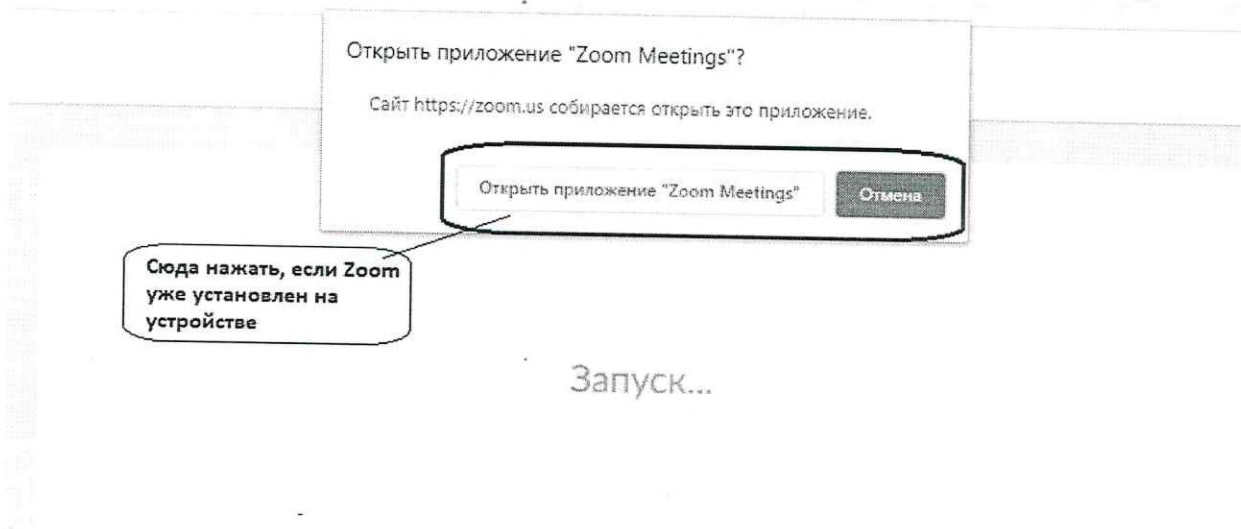 Открыть приложение "Zoom Meetings"?
Сайт https://zoom.us собирается открыть это приложение.
Открыть приложение "Zoom Meetings"
Отмена
Сюда нажать, если Zoom
уже установлен на
устройстве
Запуск...